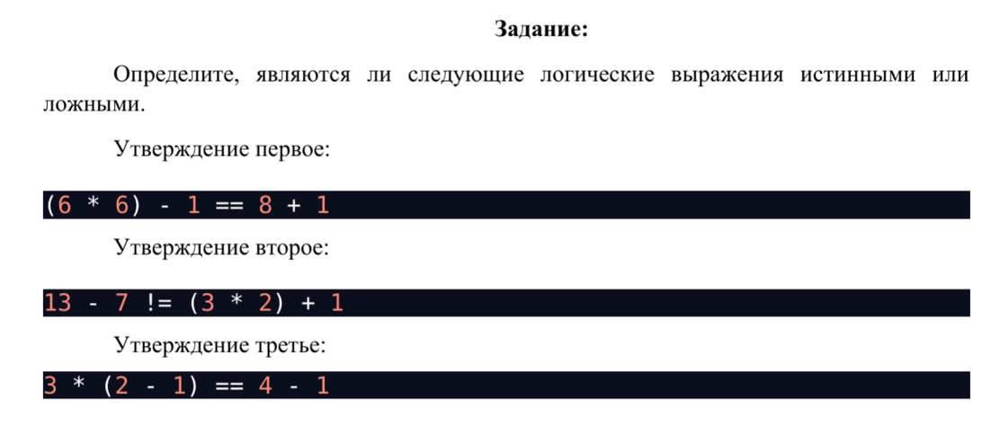 Задание:
Определите, являются ли следующие логические выражения истинными или
ложными.
Утверждение первое:
(6 * 6) - 1 == 8 + 1
Утверждение второе:
13 - 7 != (3 * 2) + 1
Утверждение третье:
3 * (2 - 1) == 4 - 1